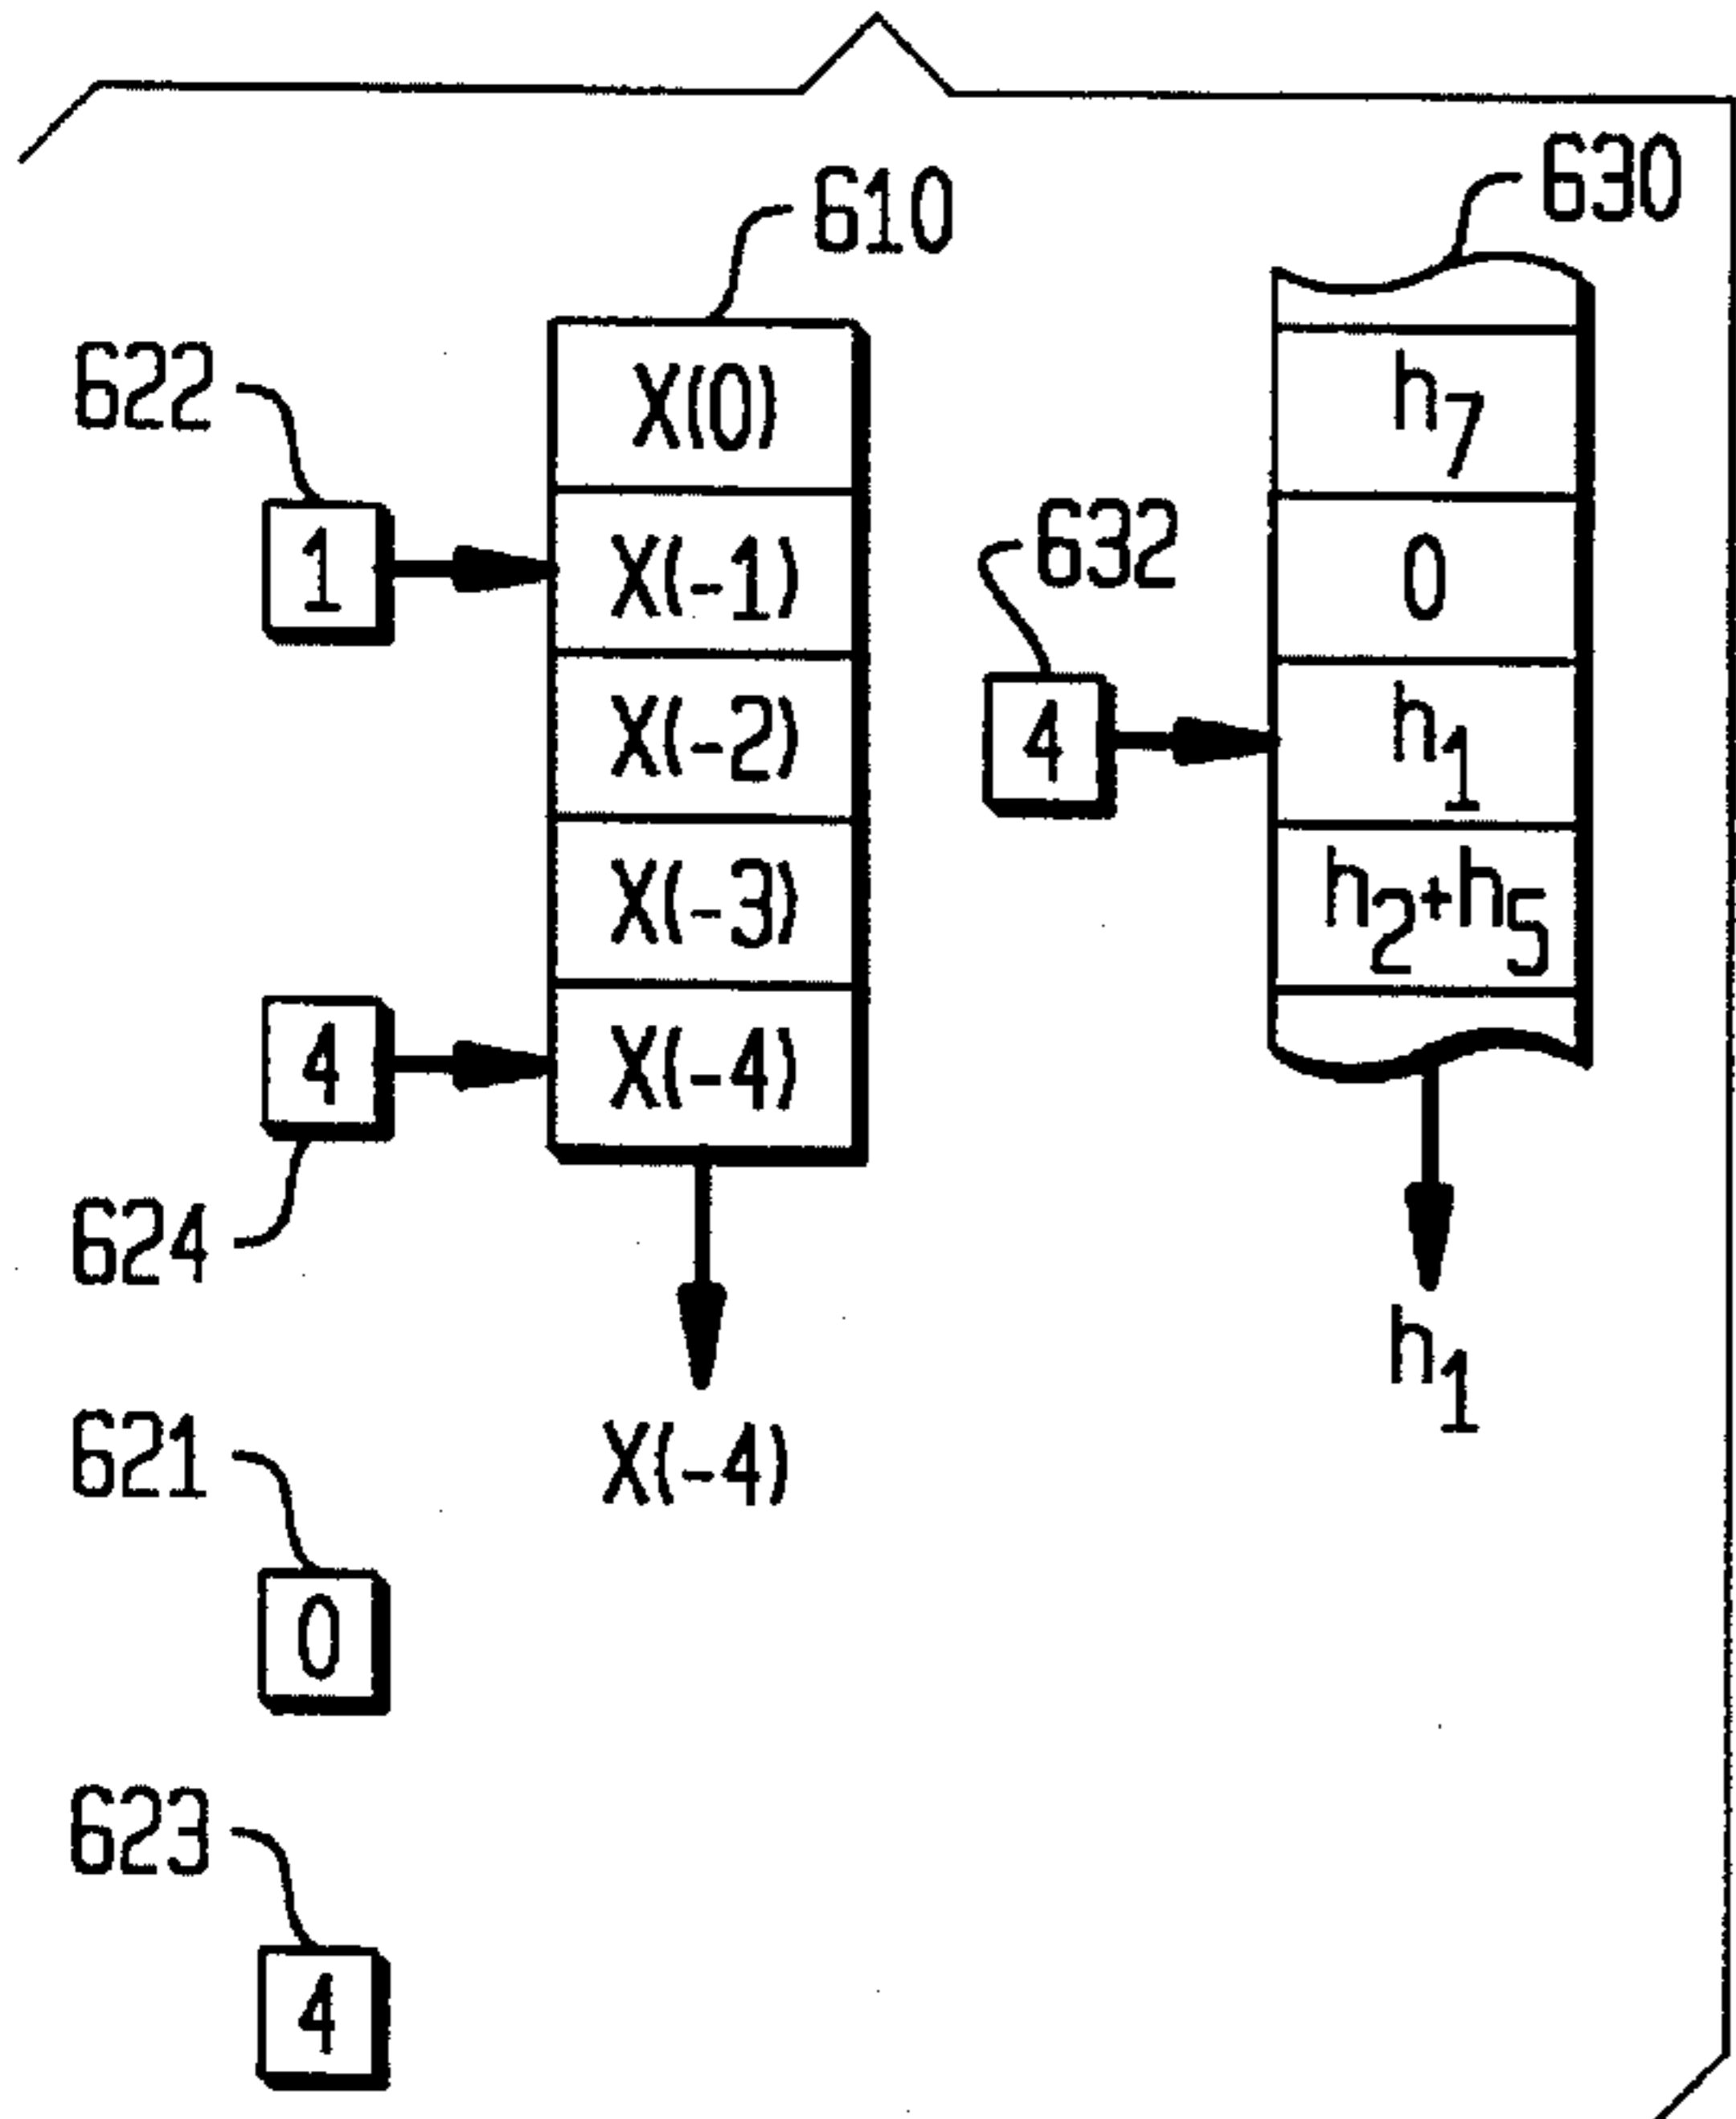 610
630
622
X(0)
h7
1
X(-1)
632
0
X(-2)
4
h1
X(-3)
h2+h5
4
X(-4)
624
h1
621
X(-4)
0
623
4